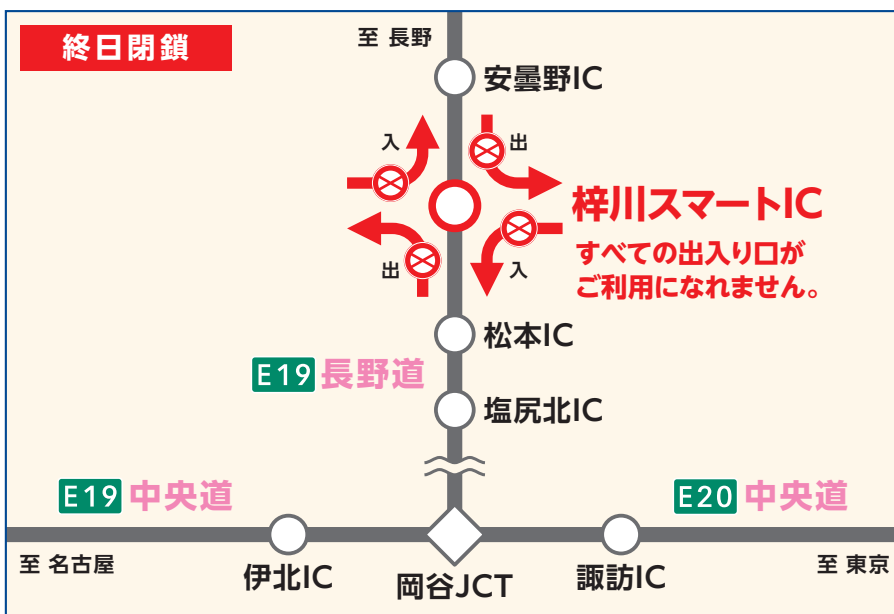 終日閉鎖
至 長野
安曇野IC
入
出
梓川スマートIC
すべての出入り口が
ご利用になれません。
出
入
松本IC
E19 長野道
塩尻北IC
E19 中央道
E20 中央道
至 名古屋
伊北IC
岡谷JCT
諏訪IC
至 東京